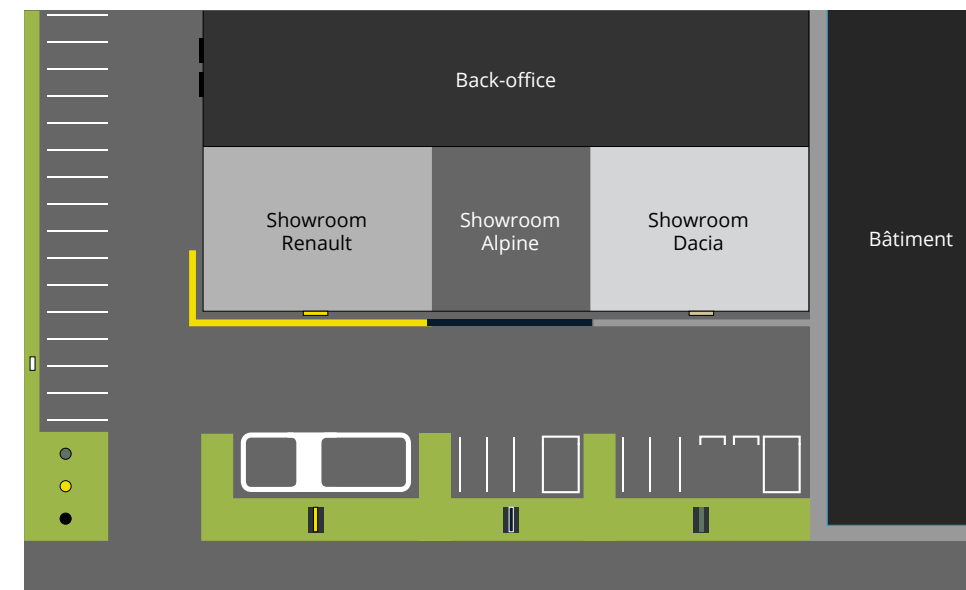 Back-office
Showroom
Renault
Showroom
Alpine
Showroom
Dacia
Bâtiment